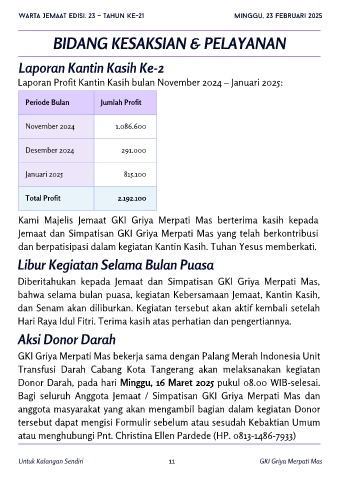 WARTA JEMAAT EDISI. 23 – TAHUN KE-21 MINGGU, 23 FEBRUARI 2025
BIDANG KESAKSIAN & PELAYANAN
Laporan Kantin Kasih Ke-2
Laporan Profit Kantin Kasih bulan November 2024 – Januari 2025:
Periode Bulan Jumlah Profit
November 2024 1.086.600
Desember 2024 291.000
Januari 2025 815.100
Total Profit 2.192.100
Kami Majelis Jemaat GKI Griya Merpati Mas berterima kasih kepada
Jemaat dan Simpatisan GKI Griya Merpati Mas yang telah berkontribusi
dan berpatisipasi dalam kegiatan Kantin Kasih. Tuhan Yesus memberkati.
Libur Kegiatan Selama Bulan Puasa
Diberitahukan kepada Jemaat dan Simpatisan GKI Griya Merpati Mas,
bahwa selama bulan puasa, kegiatan Kebersamaan Jemaat, Kantin Kasih,
dan Senam akan diliburkan. Kegiatan tersebut akan aktif kembali setelah
Hari Raya Idul Fitri. Terima kasih atas perhatian dan pengertiannya.
Aksi Donor Darah
GKI Griya Merpati Mas bekerja sama dengan Palang Merah Indonesia Unit
Transfusi Darah Cabang Kota Tangerang akan melaksanakan kegiatan
Donor Darah, pada hari Minggu, 16 Maret 2025 pukul 08.00 WIB-selesai.
Bagi seluruh Anggota Jemaat / Simpatisan GKI Griya Merpati Mas dan
anggota masyarakat yang akan mengambil bagian dalam kegiatan Donor
tersebut dapat mengisi Formulir sebelum atau sesudah Kebaktian Umum
atau menghubungi Pnt. Christina Ellen Pardede (HP. 0813-1486-7933)
Untuk Kalangan Sendiri 11 GKI Griya Merpati Mas